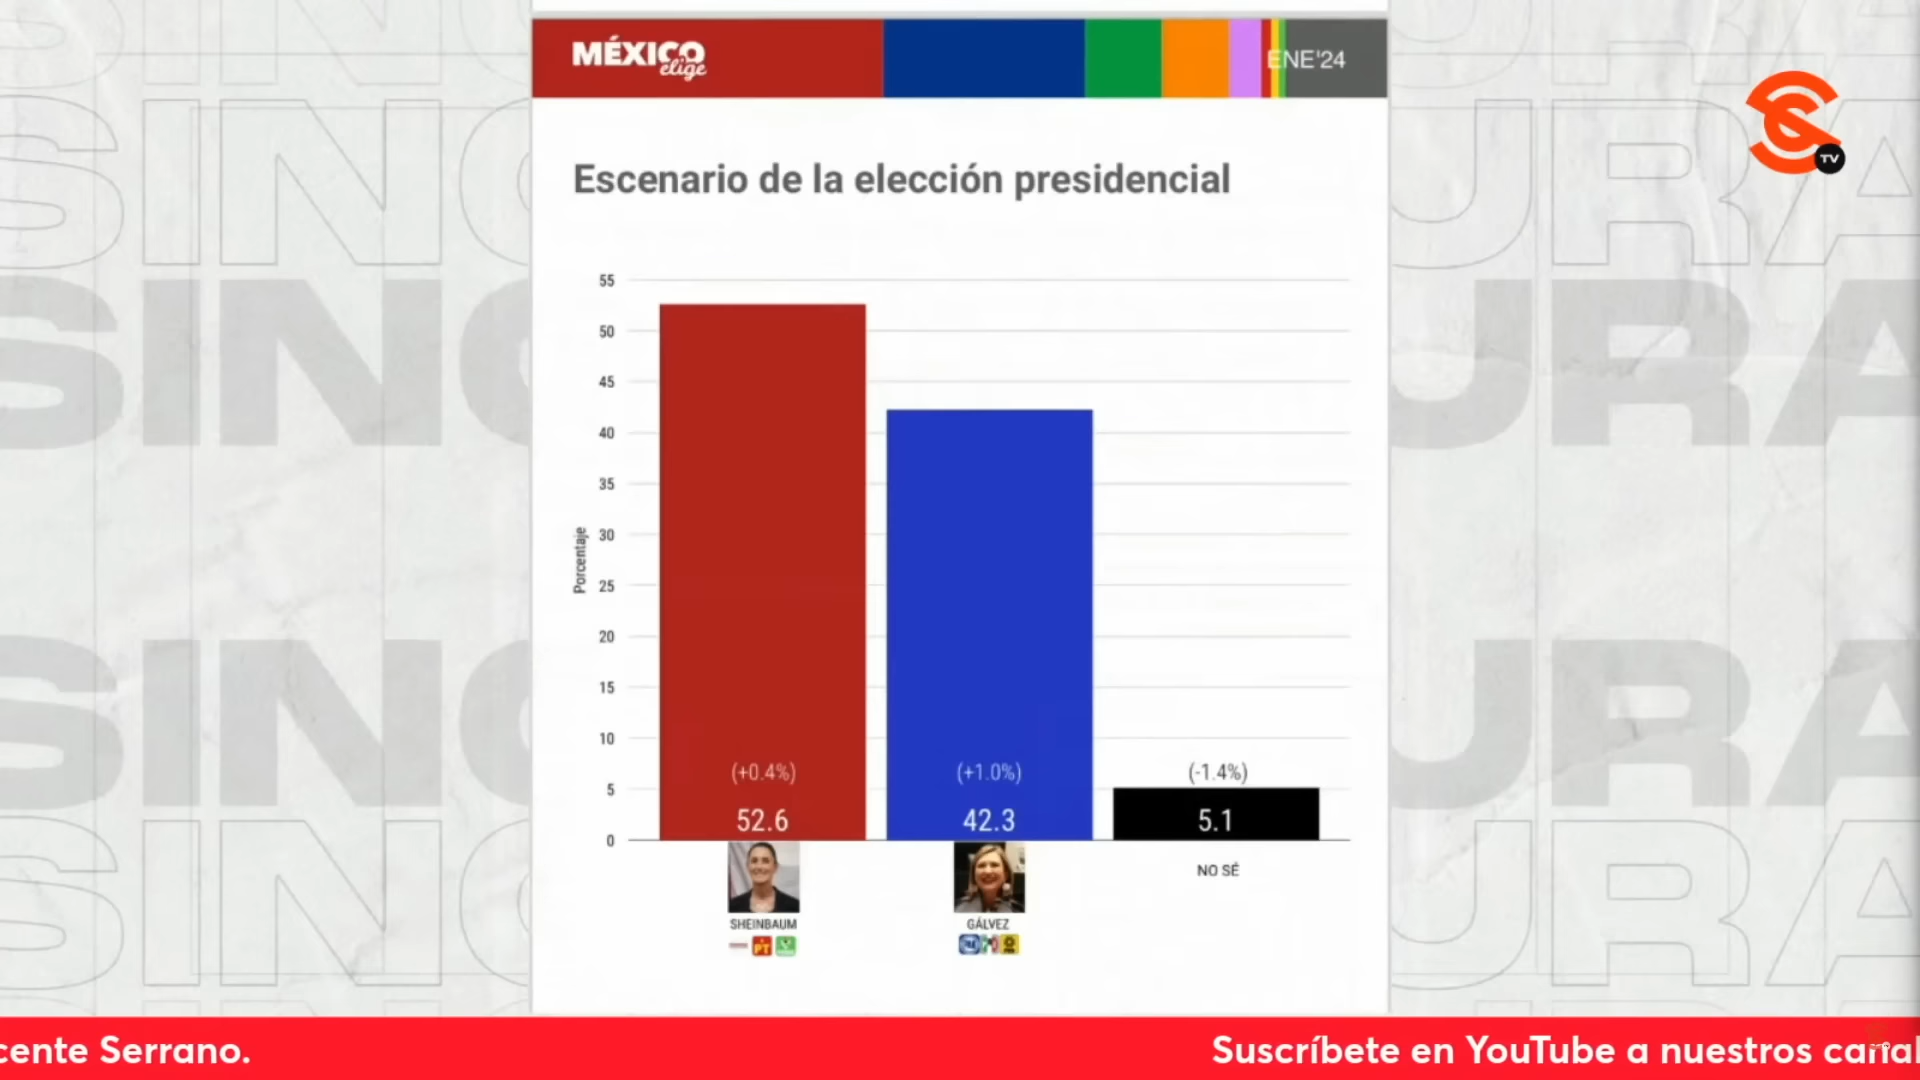 MÉXICO
elige
ENE'24
TV
Escenario de la elección presidencial
55
50
45
40
35
30
25
20
15
10
5
0
Porcentaje
(+0.4%)
52.6
(+1.0%)
42.3
(-1.4%)
5.1
SHEINBAUM
GÁLVEZ
NO SÉ
PT
cente Serrano.
Suscríbete en YouTube a nuestros canal